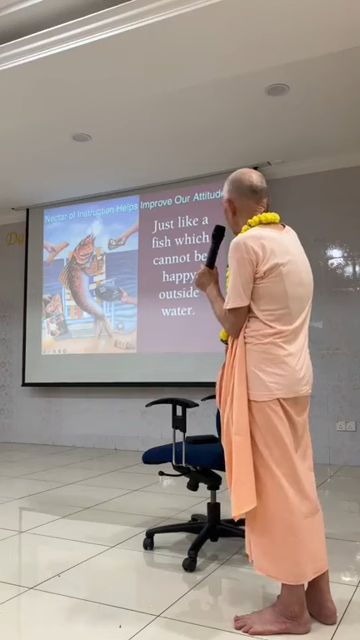 Nectar of Instruction Helps Improve Our Attitude
Just like a
fish which
cannot be
happy
outside
water.